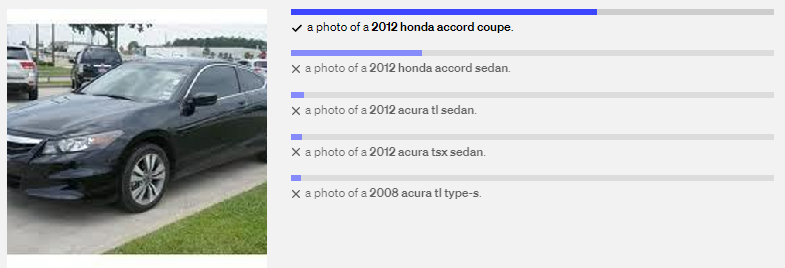 a photo of a 2012 honda accord coupe.
a photo of a 2012 honda accord sedan.
a photo of a 2012 acura tl sedan.
a photo of a 2012 acura tsx sedan.
a photo of a 2008 acura tl type-s.